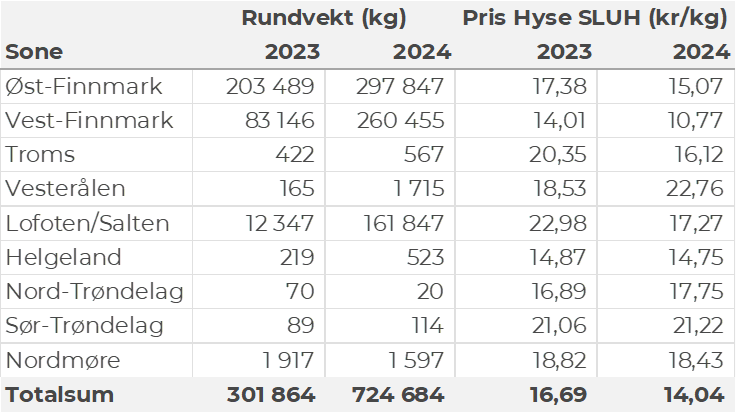 Rundvekt (kg) Pris Hyse SLUH (kr/kg)
Sone 2023 2024 2023 2024
Øst-Finnmark 203 489 297 847 17,38 15,07
Vest-Finnmark 83 146 260 455 14,01 10,77
Troms 422 567 20,35 16,12
Vesterålen 165 1 715 18,53 22,76
Lofoten/Salten 12 347 161 847 22,98 17,27
Helgeland 219 523 14,87 14,75
Nord-Trøndelag 70 20 16,89 17,75
Sør-Trøndelag 89 114 21,06 21,22
Nordmøre 1 917 1 597 18,82 18,43
Totalsum 301 864 724 684 16,69 14,04